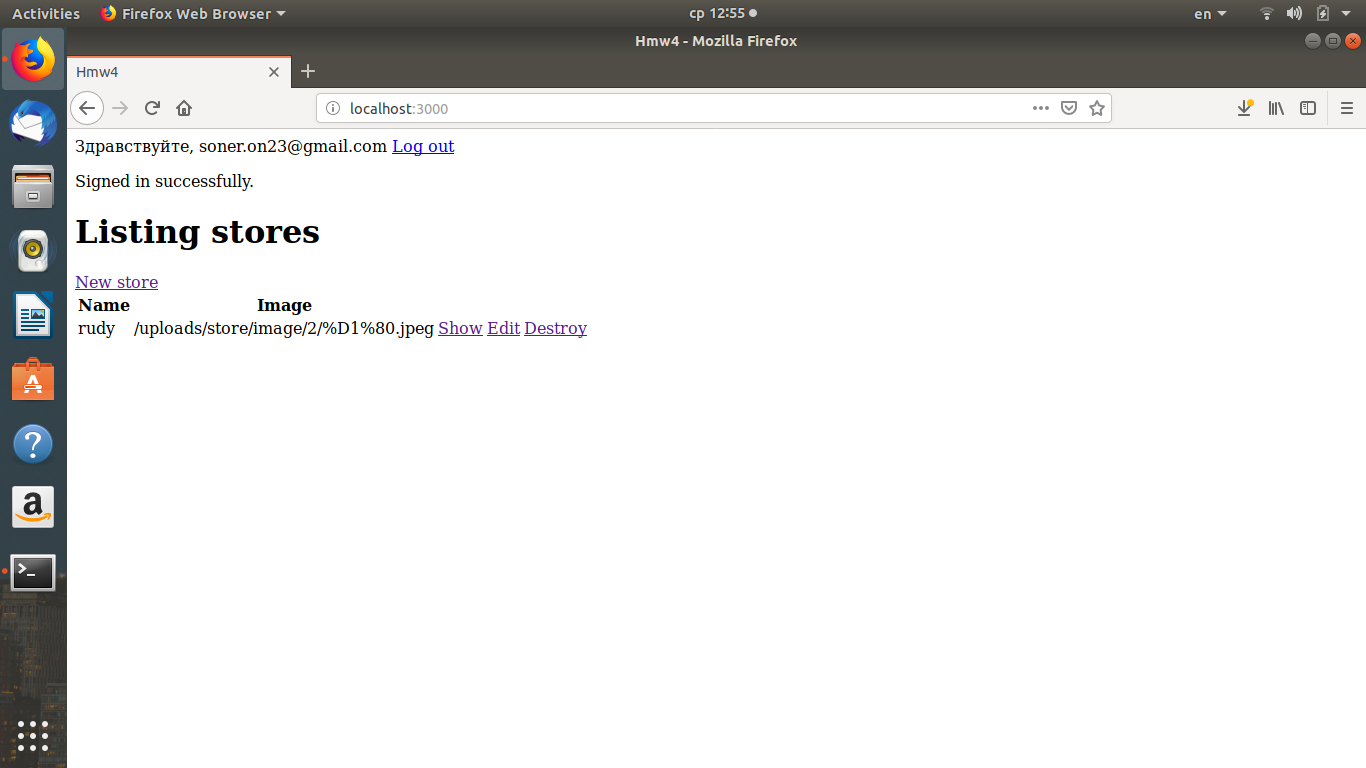 Activities Firefox Web Browser ср 12:55 en
Hmw4 - Mozilla Firefox
Hmw4
localhost:3000
Здравствуйте, soner.on23@gmail.com Log out
Signed in successfully.
Listing stores
New store
Name Image
rudy /uploads/store/image/2/%D1%80.jpeg Show Edit Destroy